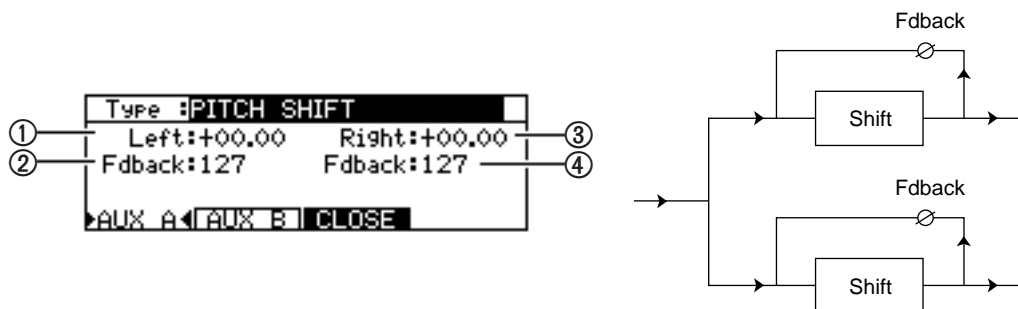 Type :PITCH SHIFT
① Left:+00.00 Right:+00.00 ③
② Fdback:127 Fdback:127 ④
▶AUX A◀ AUX B CLOSE
Fdback
Shift
Fdback
Shift